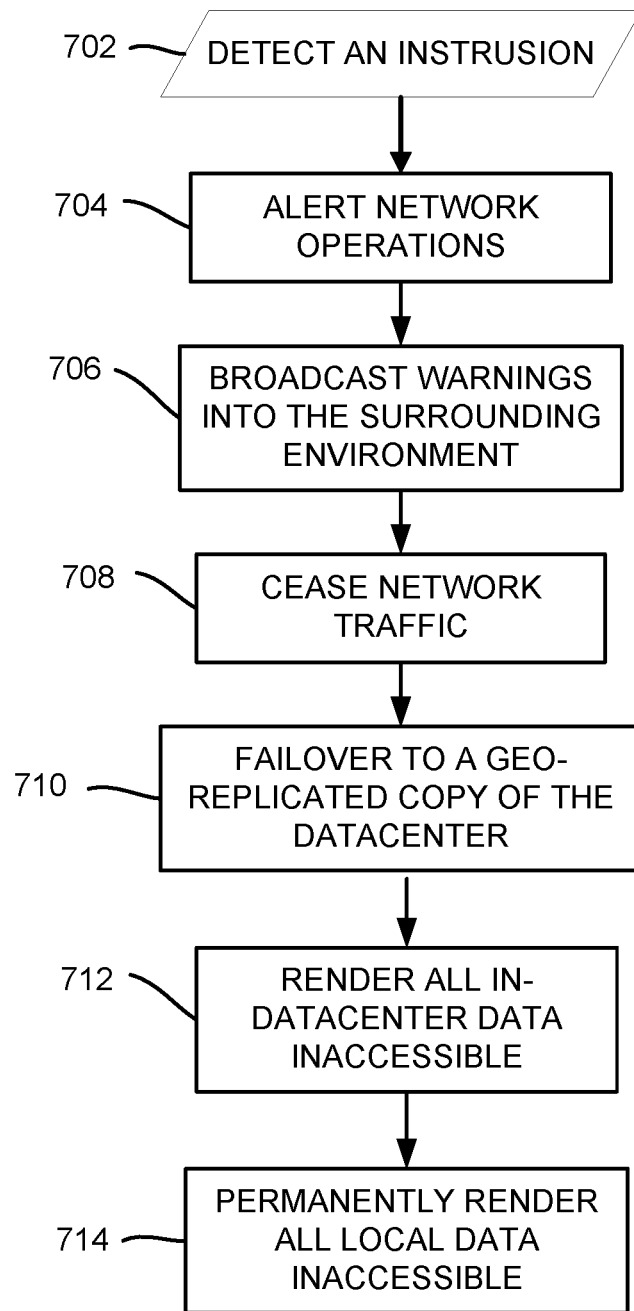 702
DETECT AN INSTRUSION
704
ALERT NETWORK
OPERATIONS
706
BROADCAST WARNINGS
INTO THE SURROUNDING
ENVIRONMENT
708
CEASE NETWORK
TRAFFIC
710
FAILOVER TO A GEO-
REPLICATED COPY OF THE
DATACENTER
712
RENDER ALL IN-
DATACENTER DATA
INACCESSIBLE
714
PERMANENTLY RENDER
ALL LOCAL DATA
INACCESSIBLE